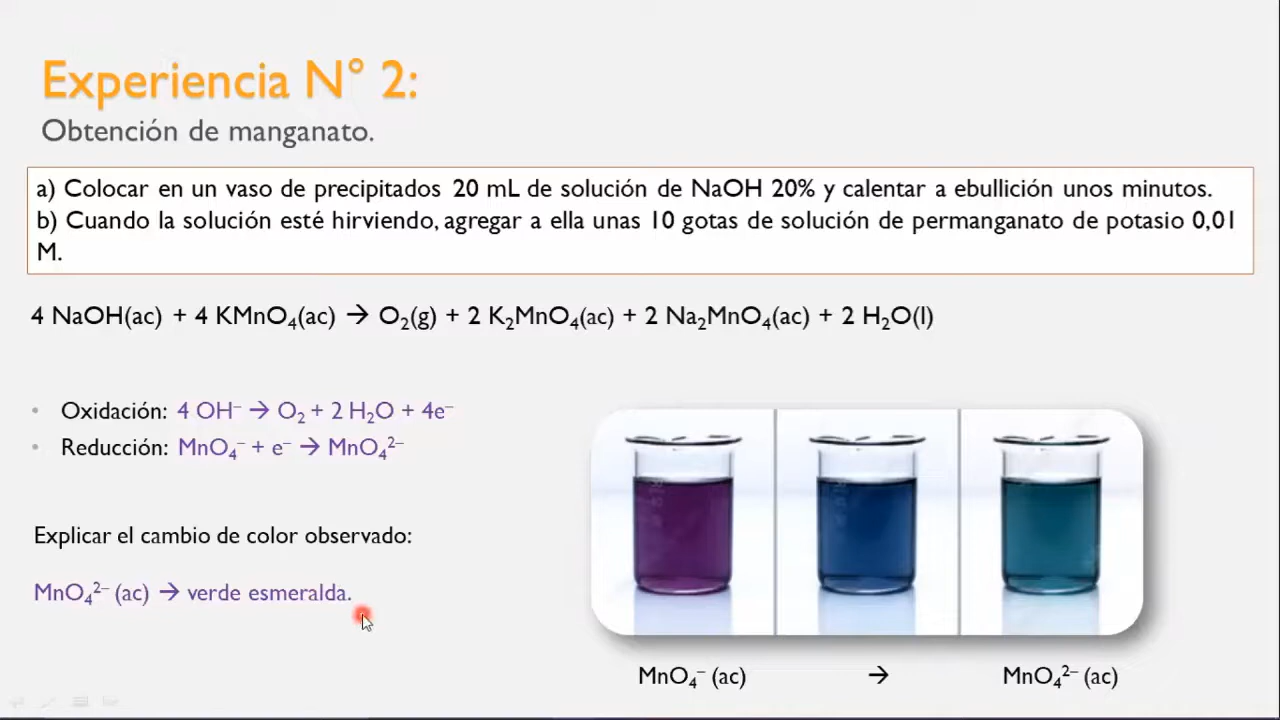 Experiencia N° 2:
Obtención de manganato.
a) Colocar en un vaso de precipitados 20 mL de solución de NaOH 20% y calentar a ebullición unos minutos.
b) Cuando la solución esté hirviendo, agregar a ella unas 10 gotas de solución de permanganato de potasio 0,01
M.
4 NaOH(ac) + 4 KMnO₄(ac) → O₂(g) + 2 K₂MnO₄(ac) + 2 Na₂MnO₄(ac) + 2 H₂O(l)
• Oxidación: 4 OH⁻ → O₂ + 2 H₂O + 4e⁻
• Reducción: MnO₄⁻ + e⁻ → MnO₄²⁻
Explicar el cambio de color observado:
MnO₄²⁻ (ac) → verde esmeralda.
MnO₄⁻ (ac) → MnO₄²⁻ (ac)